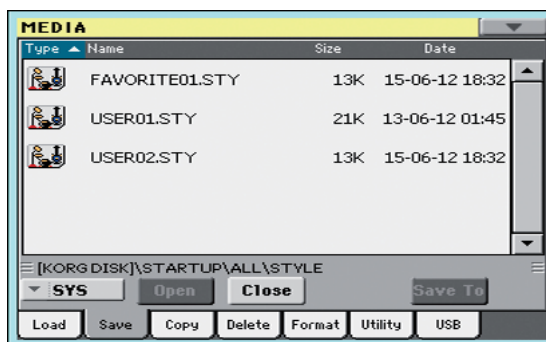 MEDIA
Type Name Size Date
FAVORITE01.STY 13K 15-06-12 18:32
USER01.STY 21K 13-06-12 01:45
USER02.STY 13K 15-06-12 18:32
[KORG DISK]\STARTUP\ALL\STYLE
SYS Open Close Save To
Load Save Copy Delete Format Utility USB